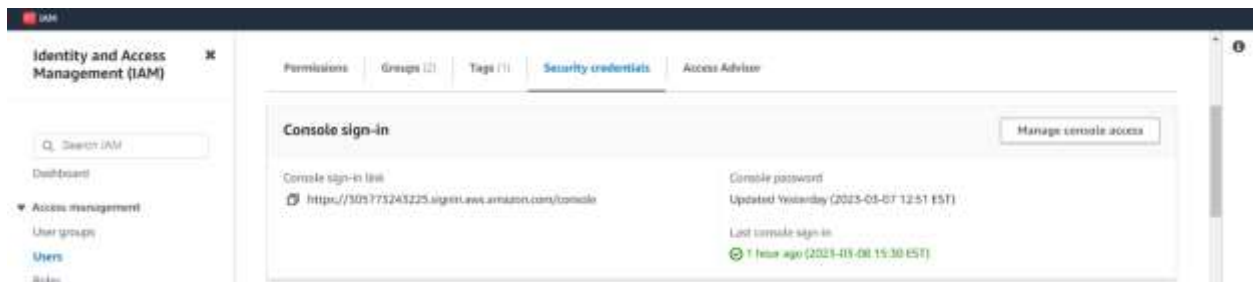 IAM
Identity and Access
Management (IAM)
Search IAM
Dashboard
Access management
User groups
Users
Roles
Permissions
Groups (2)
Tags (1)
Security credentials
Access Advisor
Console sign-in
Manage console access
Console sign-in link
https://305773243225.signin.aws.amazon.com/console
Console password
Updated Yesterday (2023-03-07 12:51 EST)
Last console sign-in
1 hour ago (2023-03-08 15:30 EST)